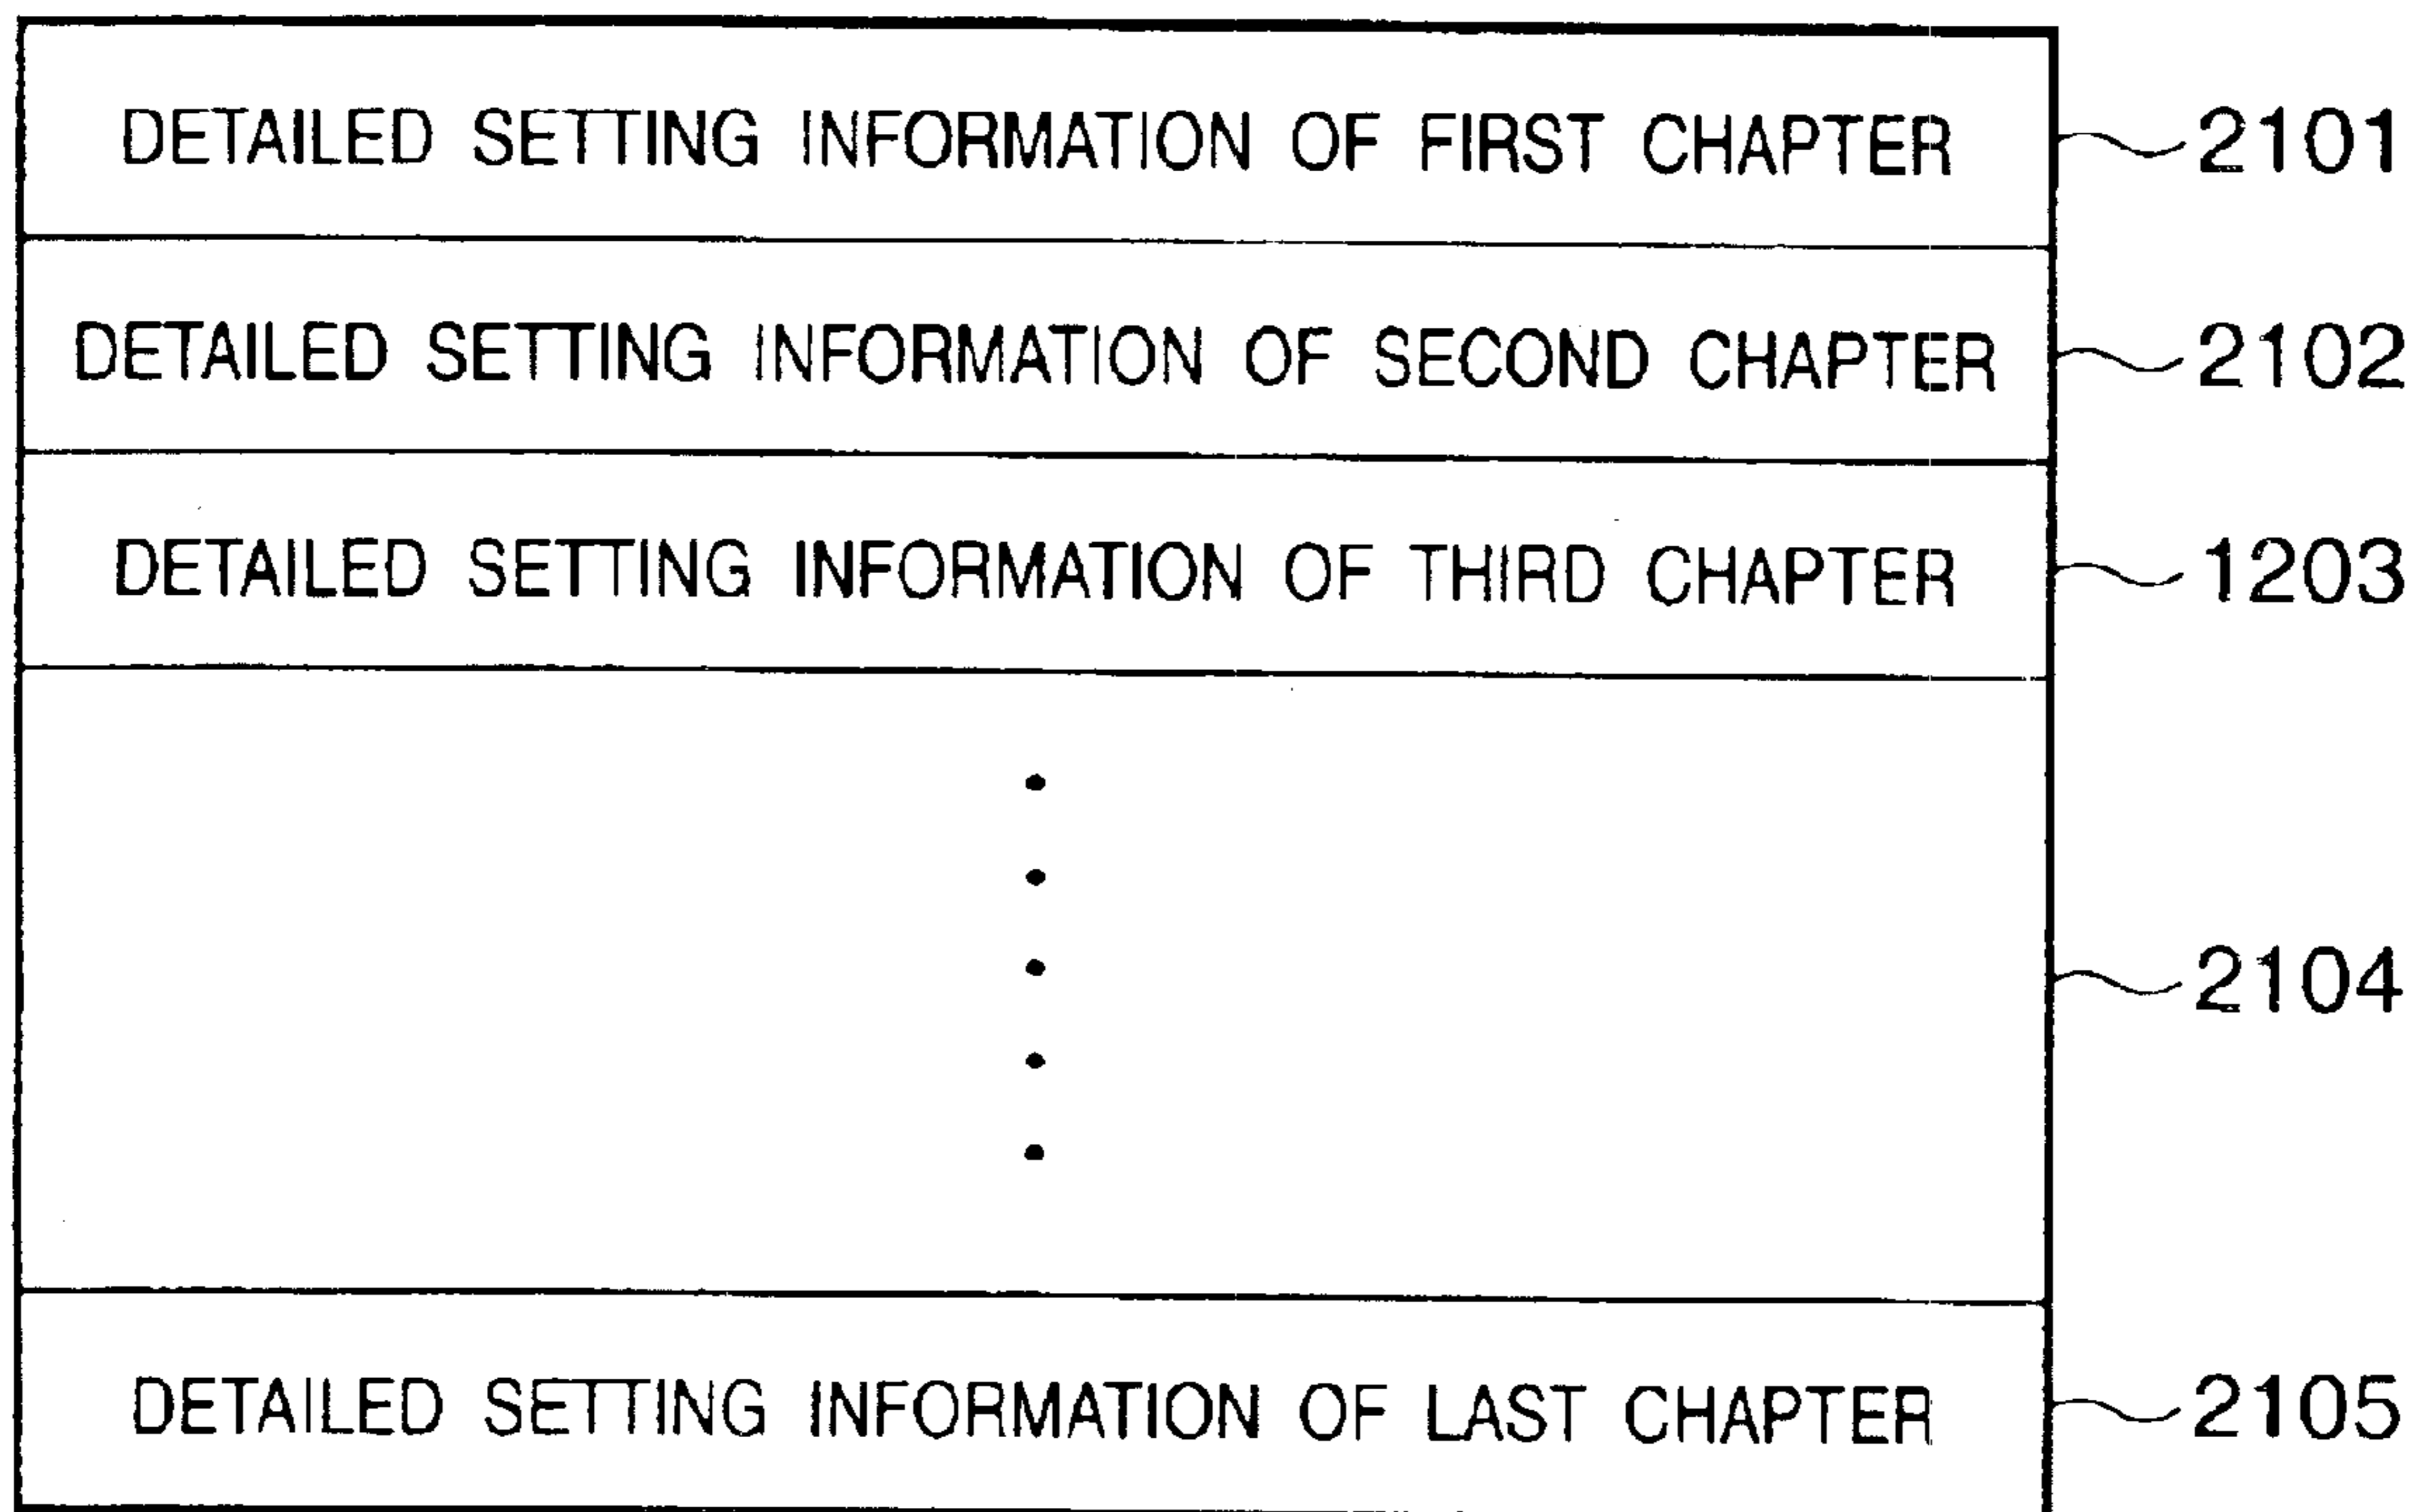 DETAILED SETTING INFORMATION OF FIRST CHAPTER 2101
DETAILED SETTING INFORMATION OF SECOND CHAPTER 2102
DETAILED SETTING INFORMATION OF THIRD CHAPTER 1203
2104
DETAILED SETTING INFORMATION OF LAST CHAPTER 2105